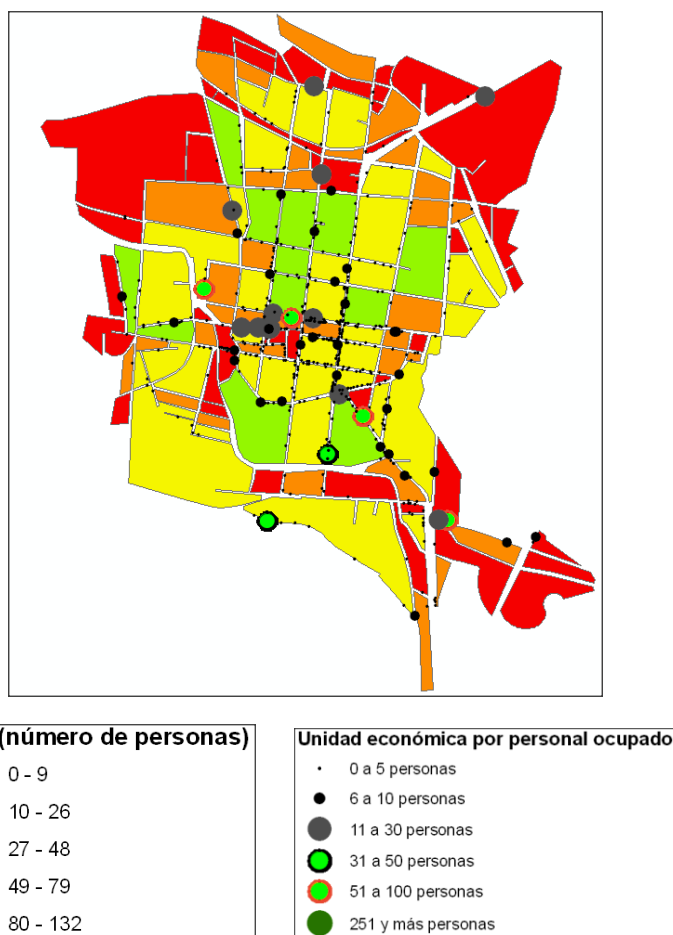 (número de personas)
0 - 9
10 - 26
27 - 48
49 - 79
80 - 132
Unidad económica por personal ocupado
0 a 5 personas
6 a 10 personas
11 a 30 personas
31 a 50 personas
51 a 100 personas
251 y más personas